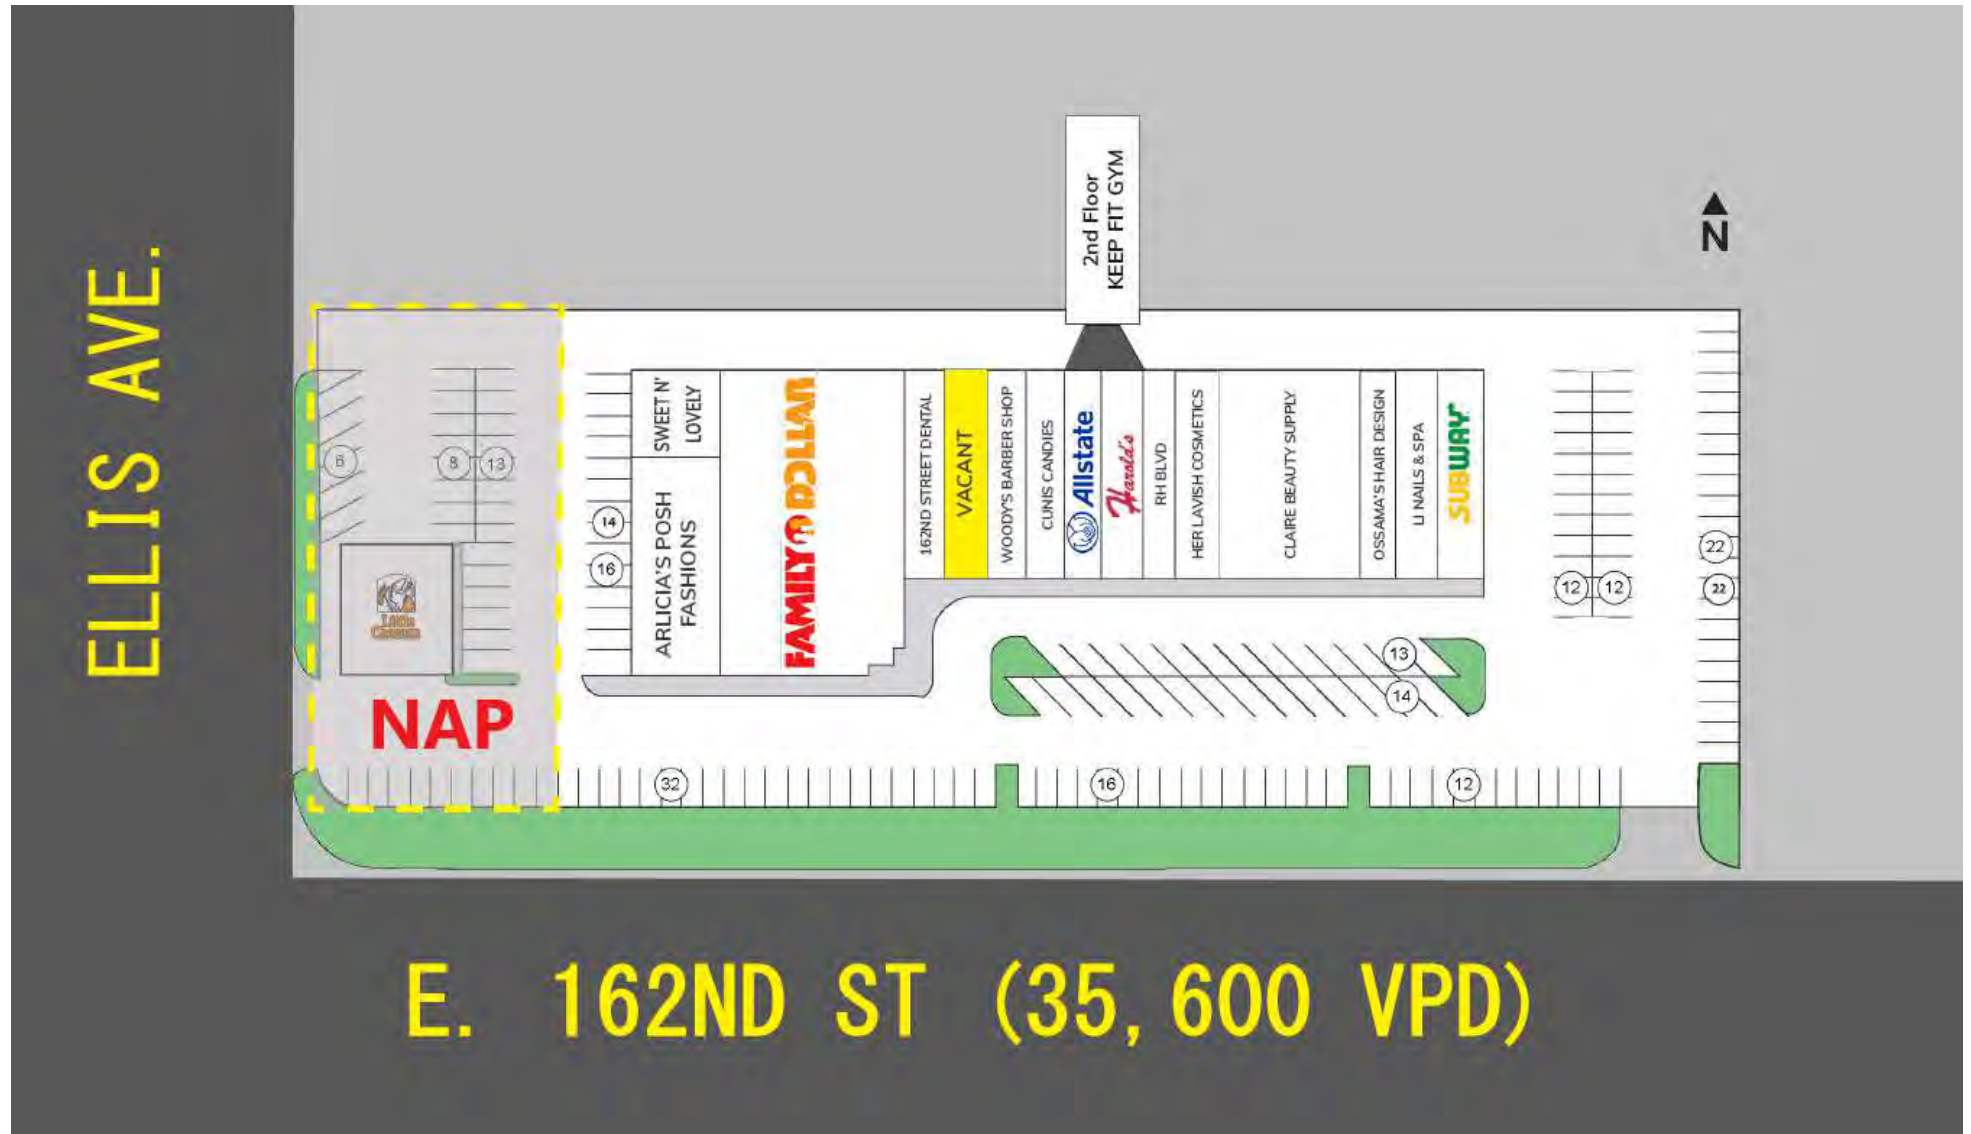 ELLIS AVE.
2nd Floor
KEEP FIT GYM
N
6
8
13
Little
Caesars
NAP
14
16
SWEET N'
LOVELY
ARLICIA'S POSH
FASHIONS
FAMILY DOLLAR
162ND STREET DENTAL
VACANT
WOODY'S BARBER SHOP
CUNIS CANDIES
Allstate
Harold's
RH BLVD
HER LAVISH COSMETICS
CLAIRE BEAUTY SUPPLY
OSSAMA'S HAIR DESIGN
LI NAILS & SPA
SUBWAY
12
12
22
22
13
14
32
16
12
E. 162ND ST (35,600 VPD)